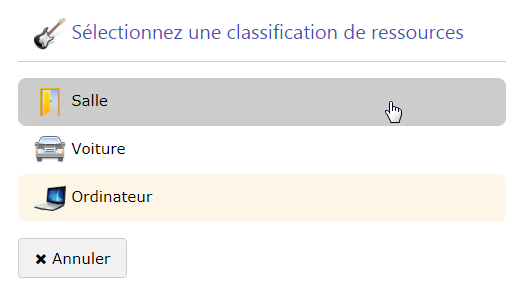 Sélectionnez une classification de ressources
Salle
Voiture
Ordinateur
✖ Annuler